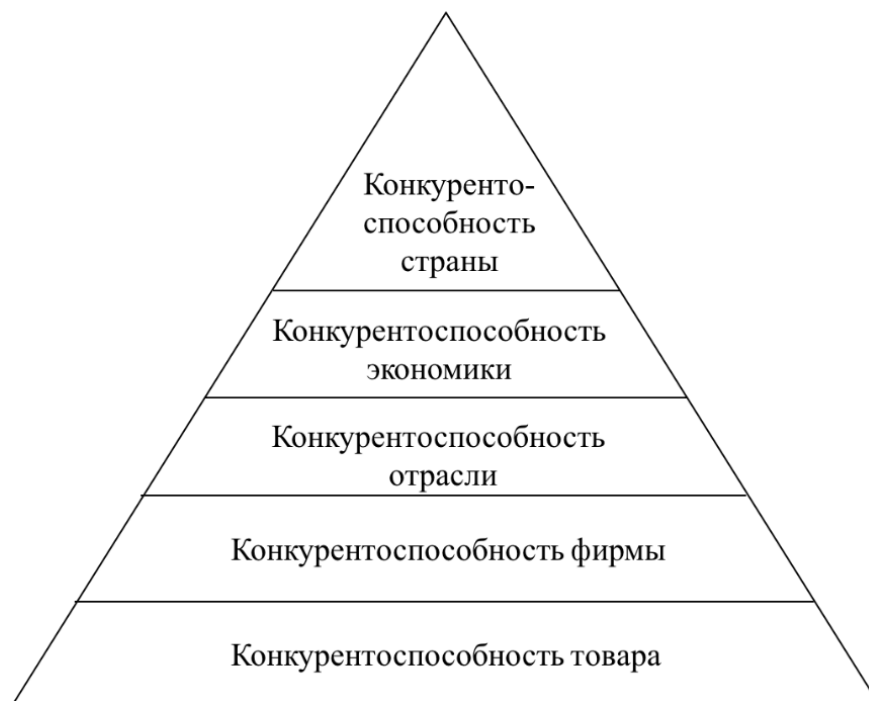 Конкуренто-
способность
страны
Конкурентоспособность
экономики
Конкурентоспособность
отрасли
Конкурентоспособность фирмы
Конкурентоспособность товара